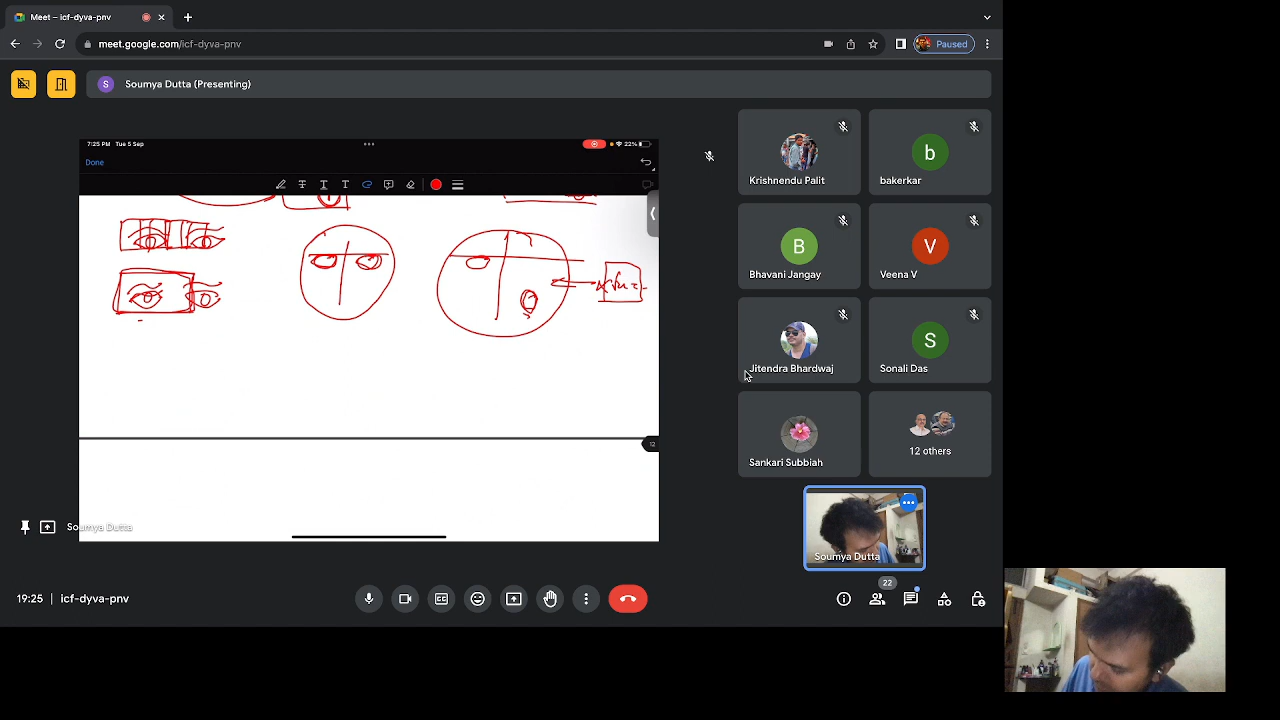 Meet – icf-dyva-pnv
meet.google.com/icf-dyva-pnv
Paused
S
Soumya Dutta (Presenting)
7:25 PM Tue 5 Sep
22%
Done
12
Soumya Dutta
Krishnendu Palit
b
bakerkar
B
Bhavani Jangay
V
Veena V
Jitendra Bhardwaj
S
Sonali Das
Sankari Subbiah
12 others
Soumya Dutta
19:25 | icf-dyva-pnv
22